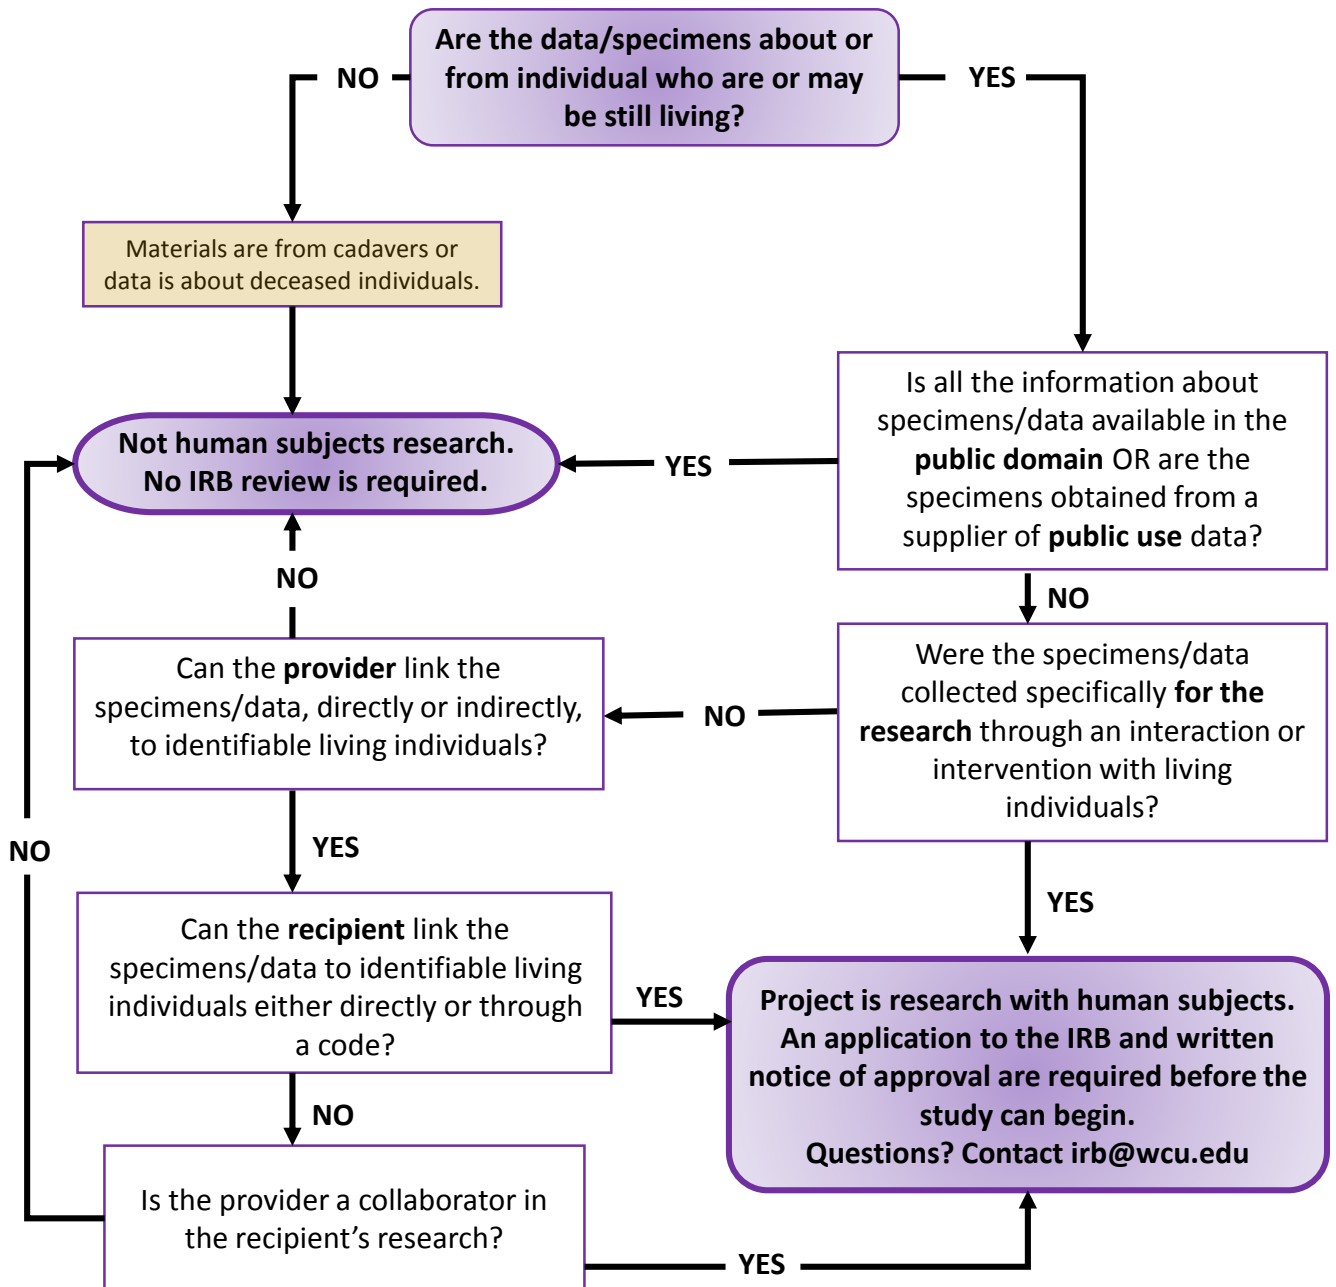 Are the data/specimens about or
from individual who are or may
be still living?
NO
YES
Materials are from cadavers or
data is about deceased individuals.
Is all the information about
specimens/data available in the
public domain OR are the
specimens obtained from a
supplier of public use data?
Not human subjects research.
No IRB review is required.
YES
NO
NO
Were the specimens/data
collected specifically for the
research through an interaction or
intervention with living
individuals?
Can the provider link the
specimens/data, directly or indirectly,
to identifiable living individuals?
NO
YES
NO
YES
Can the recipient link the
specimens/data to identifiable living
individuals either directly or through
a code?
YES
Project is research with human subjects.
An application to the IRB and written
notice of approval are required before the
study can begin.
Questions? Contact irb@wcu.edu
NO
Is the provider a collaborator in
the recipient’s research?
YES